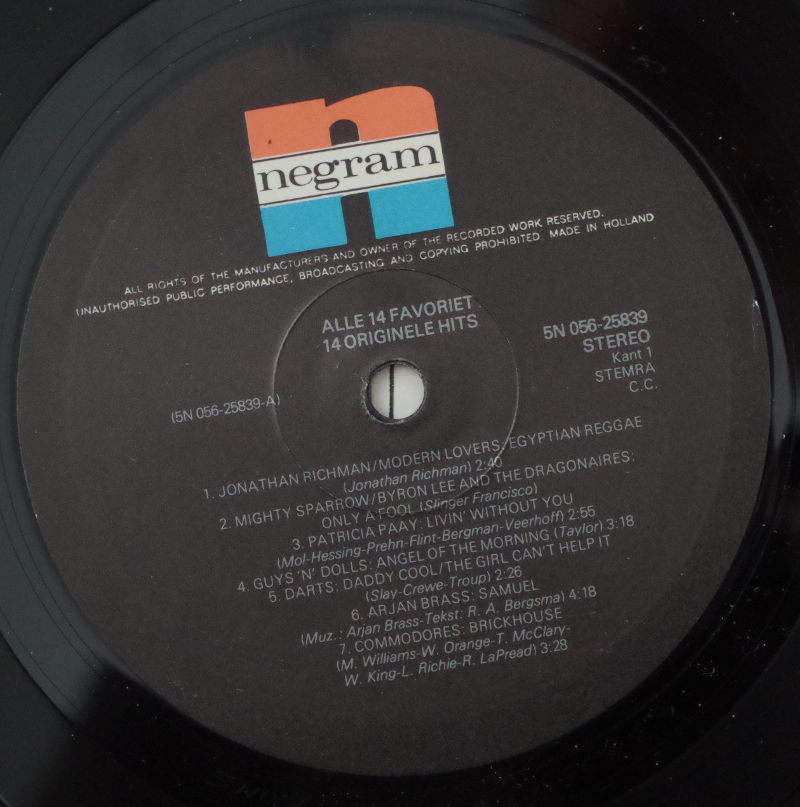 negram
ALL RIGHTS OF THE MANUFACTURERS AND OWNER OF THE RECORDED WORK RESERVED.
UNAUTHORISED PUBLIC PERFORMANCE, BROADCASTING AND COPYING PROHIBITED. MADE IN HOLLAND
ALLE 14 FAVORIET
14 ORIGINELE HITS
5N 056-25839
STEREO
Kant 1
STEMRA
C.C.
(5N 056-25839-A)
1. JONATHAN RICHMAN/MODERN LOVERS: EGYPTIAN REGGAE
(Jonathan Richman) 2:40
2. MIGHTY SPARROW/BYRON LEE AND THE DRAGONAIRES:
ONLY A FOOL (Slinger Francisco)
3. PATRICIA PAAY: LIVIN' WITHOUT YOU
(Mol-Hessing-Prehn-Flint-Bergman-Veerhoff) 2:55
4. GUYS 'N' DOLLS: ANGEL OF THE MORNING (Taylor) 3:18
5. DARTS: DADDY COOL/THE GIRL CAN'T HELP IT
(Slay-Crewe-Troup) 2:26
6. ARJAN BRASS: SAMUEL
(Muz.: Arjan Brass-Tekst: R. A. Bergsma) 4:18
7. COMMODORES: BRICKHOUSE
(M. Williams-W. Orange-T. McClary-
W. King-L. Richie-R. LaPread) 3:28